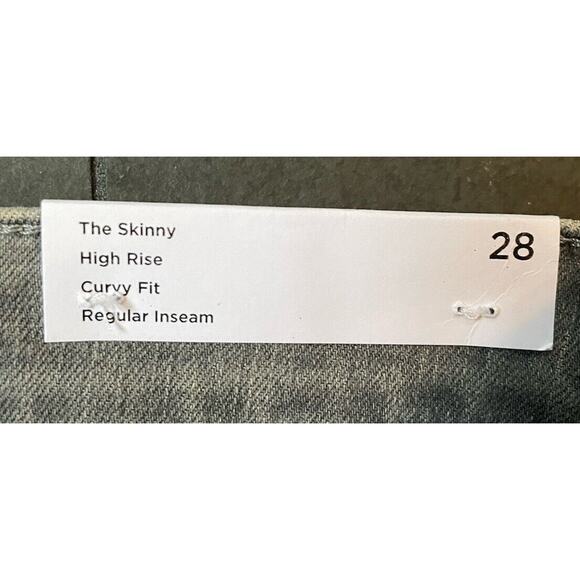 The Skinny
High Rise
Curvy Fit
Regular Inseam
28